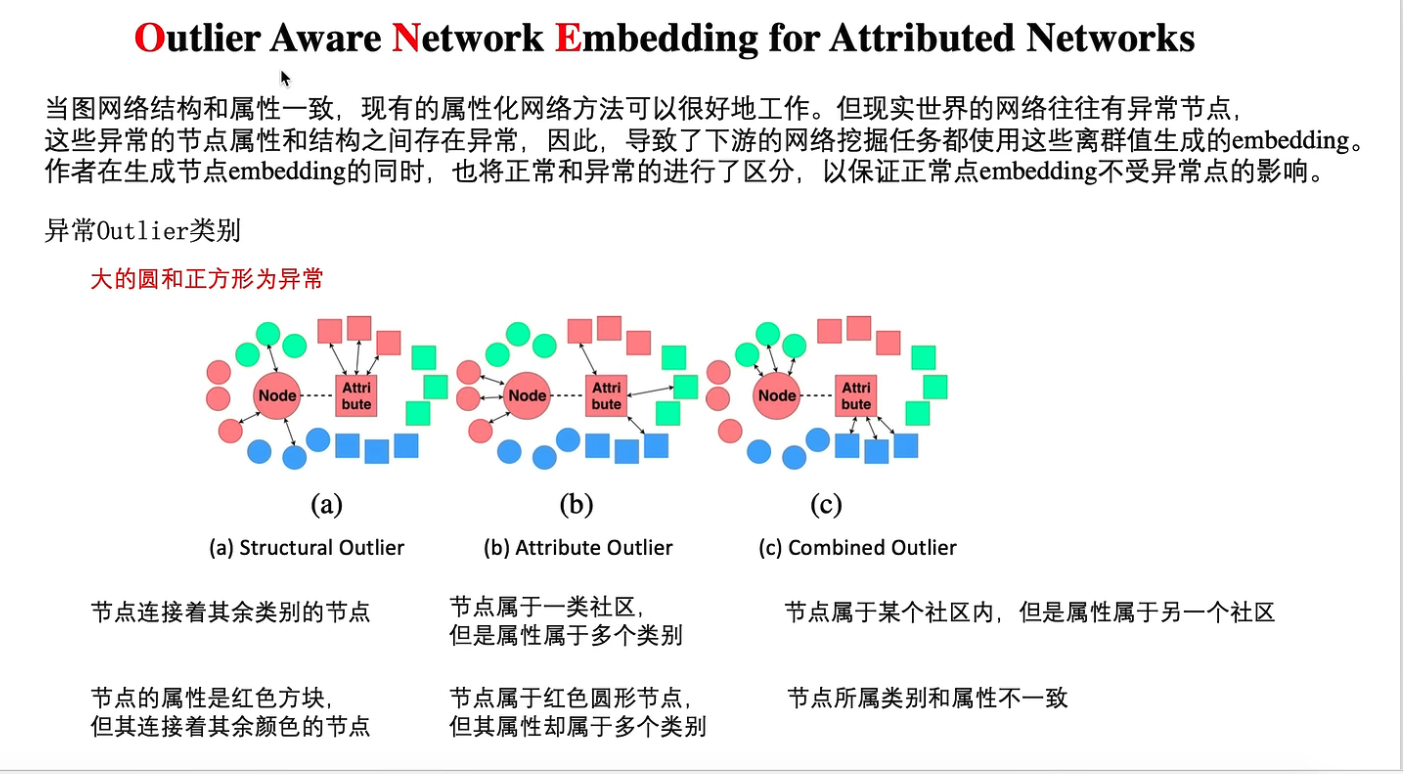 Outlier Aware Network Embedding for Attributed Networks
当图网络结构和属性一致，现有的属性化网络方法可以很好地工作。但现实世界的网络往往有异常节点，
这些异常的节点属性和结构之间存在异常，因此，导致了下游的网络挖掘任务都使用这些离群值生成的embedding。
作者在生成节点embedding的同时，也将正常和异常的进行了区分，以保证正常点embedding不受异常点的影响。
异常Outlier类别
大的圆和正方形为异常
Node
Attri
bute
Node
Attri
bute
Node
Attri
bute
(a)
(b)
(c)
(a) Structural Outlier
(b) Attribute Outlier
(c) Combined Outlier
节点连接着其余类别的节点
节点属于一类社区，
但是属性属于多个类别
节点属于某个社区内，但是属性属于另一个社区
节点的属性是红色方块，
但其连接着其余颜色的节点
节点属于红色圆形节点，
但其属性却属于多个类别
节点所属类别和属性不一致